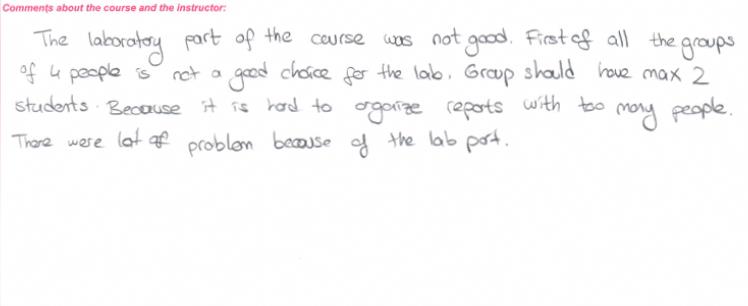 Comments about the course and the instructor:
The laboratory part of the course was not good. First of all the groups
of 4 people is not a good choice for the lab. Group should have max 2
students. Because it is hard to organize reports with too many people.
There were lot of problem because of the lab part.